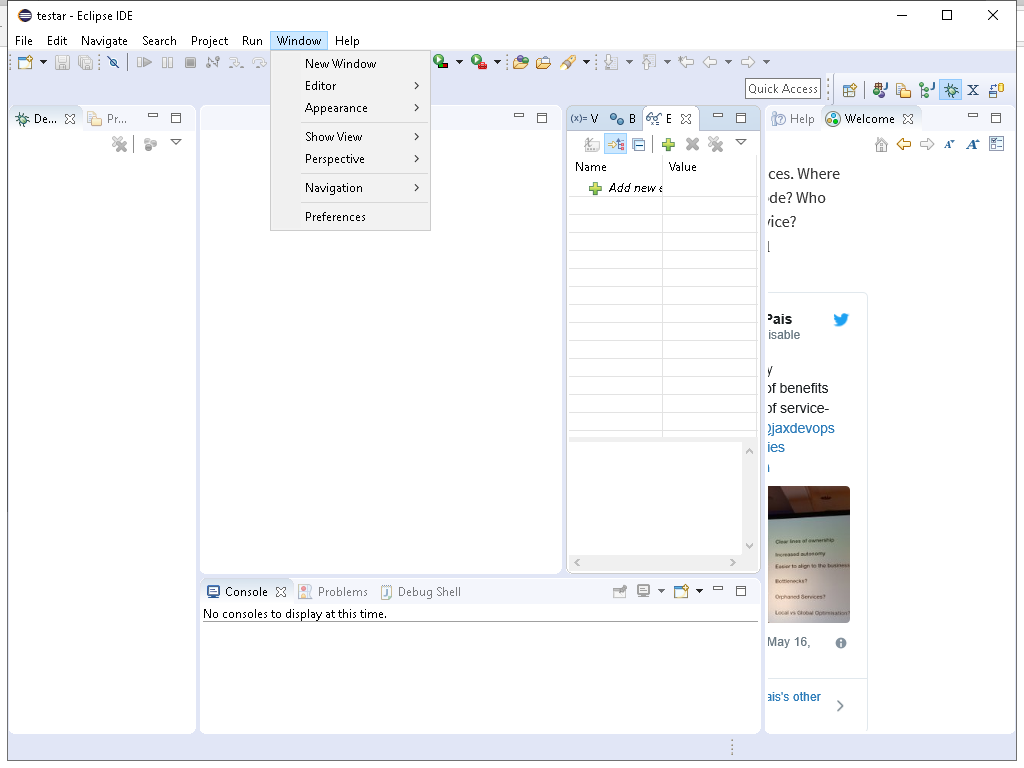 testar - Eclipse IDE
File Edit Navigate Search Project Run Window Help
New Window
Editor
Appearance
Show View
Perspective
Navigation
Preferences
Quick Access
De...
Pr...
(x)= V
B
E
Name Value
Add new e
Help
Welcome
ces. Where
ode? Who
vice?
Pais
isable
y
of benefits
of service-
@jaxdevops
ies
Clear lines of ownership
Increased autonomy
Easier to align to the business
Bottlenecks?
Orphaned Services?
Local vs Global Optimisation?
May 16,
ais's other
Console Problems Debug Shell
No consoles to display at this time.